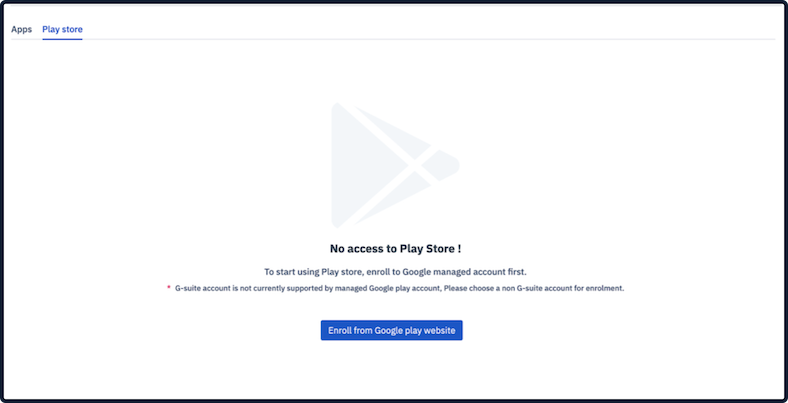 Apps Play store
No access to Play Store !
To start using Play store, enroll to Google managed account first.
* G-suite account is not currently supported by managed Google play account, Please choose a non G-suite account for enrolment.
Enroll from Google play website